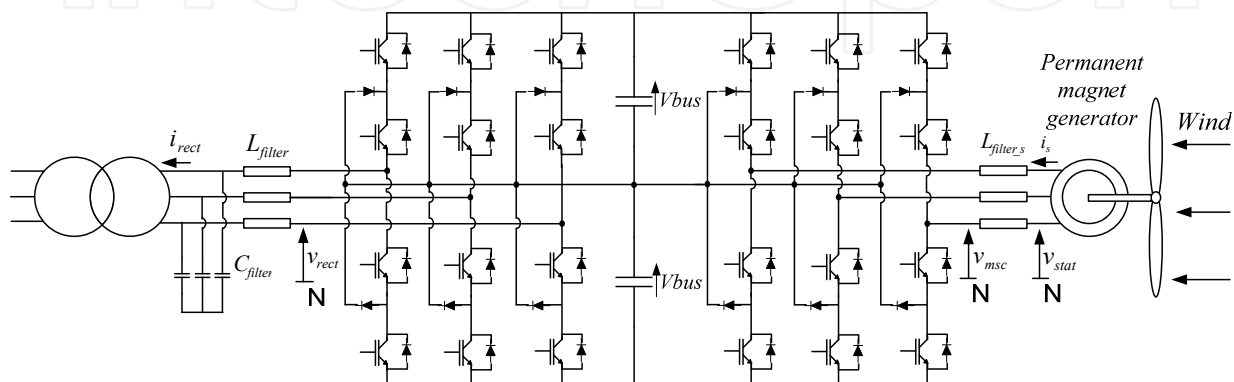 Permanent
magnet
generator
Wind
Vbus
i_rect
L_filter
L_filter_s
i_s
C_filter
v_rect
N
Vbus
v_msc
N
v_stat
N